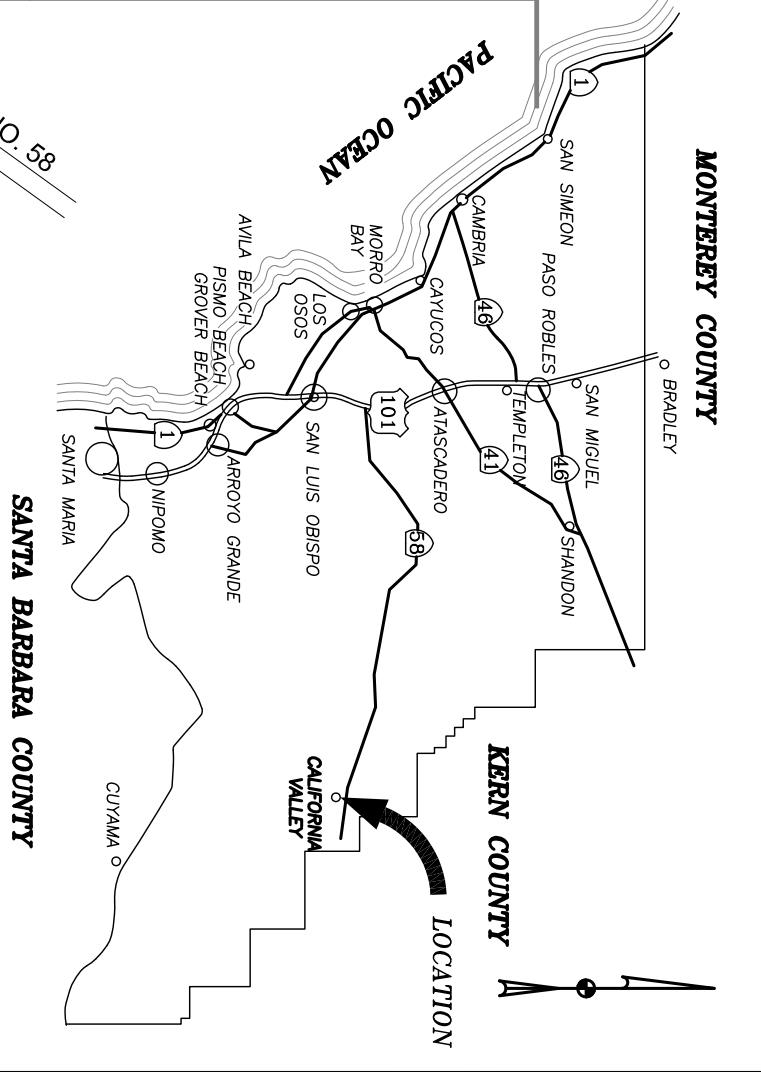 MONTEREY COUNTY
BRADLEY
1
SAN SIMEON
PASO ROBLES
SAN MIGUEL
46
SHANDON
PACIFIC OCEAN
CAMBRIA
46
TEMPLETON
41
KERN COUNTY
CAYUCOS
ATASCADERO
58
LOCATION
MORRO
BAY
101
LOS
OSOS
SAN LUIS OBISPO
CALIFORNIA
VALLEY
AVILA BEACH
PISMO BEACH
GROVER BEACH
ARROYO GRANDE
1
NIPOMO
CUYAMA
SANTA MARIA
SANTA BARBARA COUNTY
O. 58